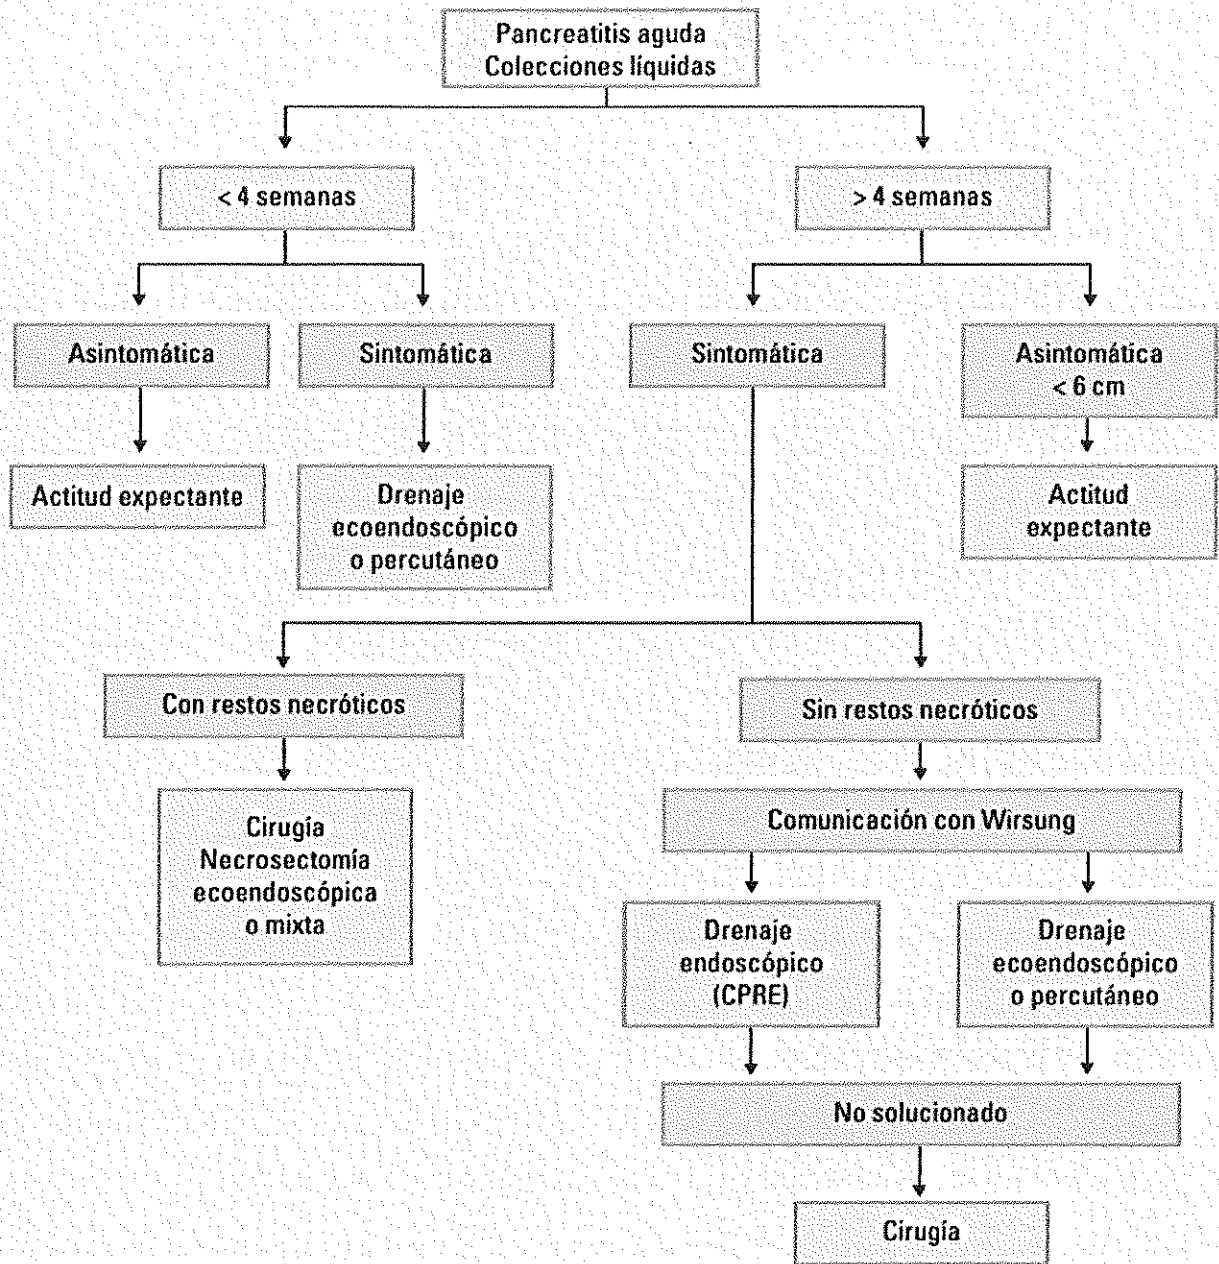 Pancreatitis aguda
Colecciones líquidas
< 4 semanas
> 4 semanas
Asintomática
Sintomática
Sintomática
Asintomática
< 6 cm
Actitud expectante
Drenaje
ecoendoscópico
o percutáneo
Actitud
expectante
Con restos necróticos
Sin restos necróticos
Cirugía
Necrosectomía
ecoendoscópica
o mixta
Comunicación con Wirsung
Drenaje
endoscópico
(CPRE)
Drenaje
ecoendoscópico
o percutáneo
No solucionado
Cirugía